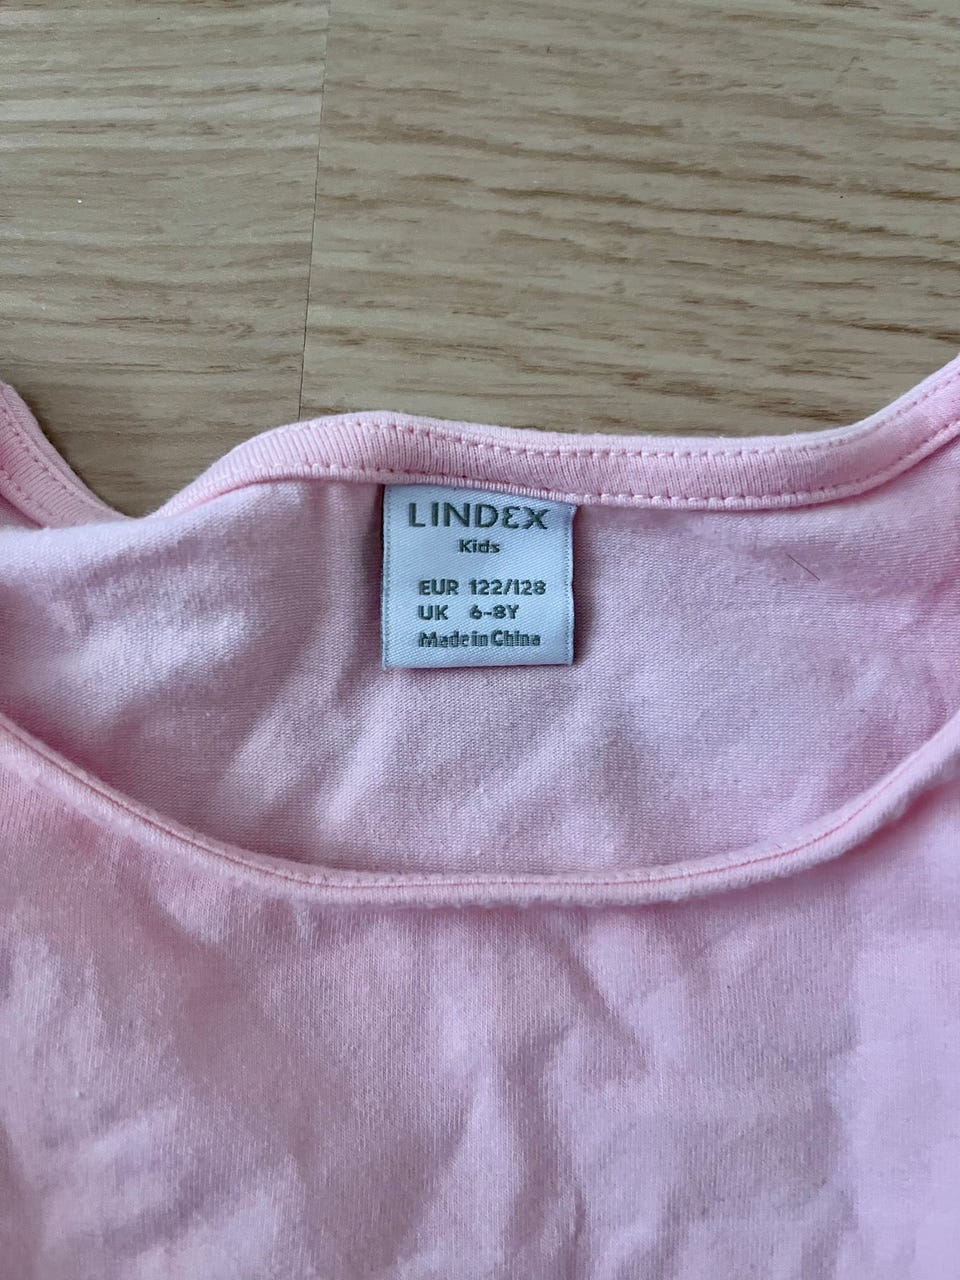 LINDEX
Kids
EUR 122/128
UK 6-8Y
Made in China